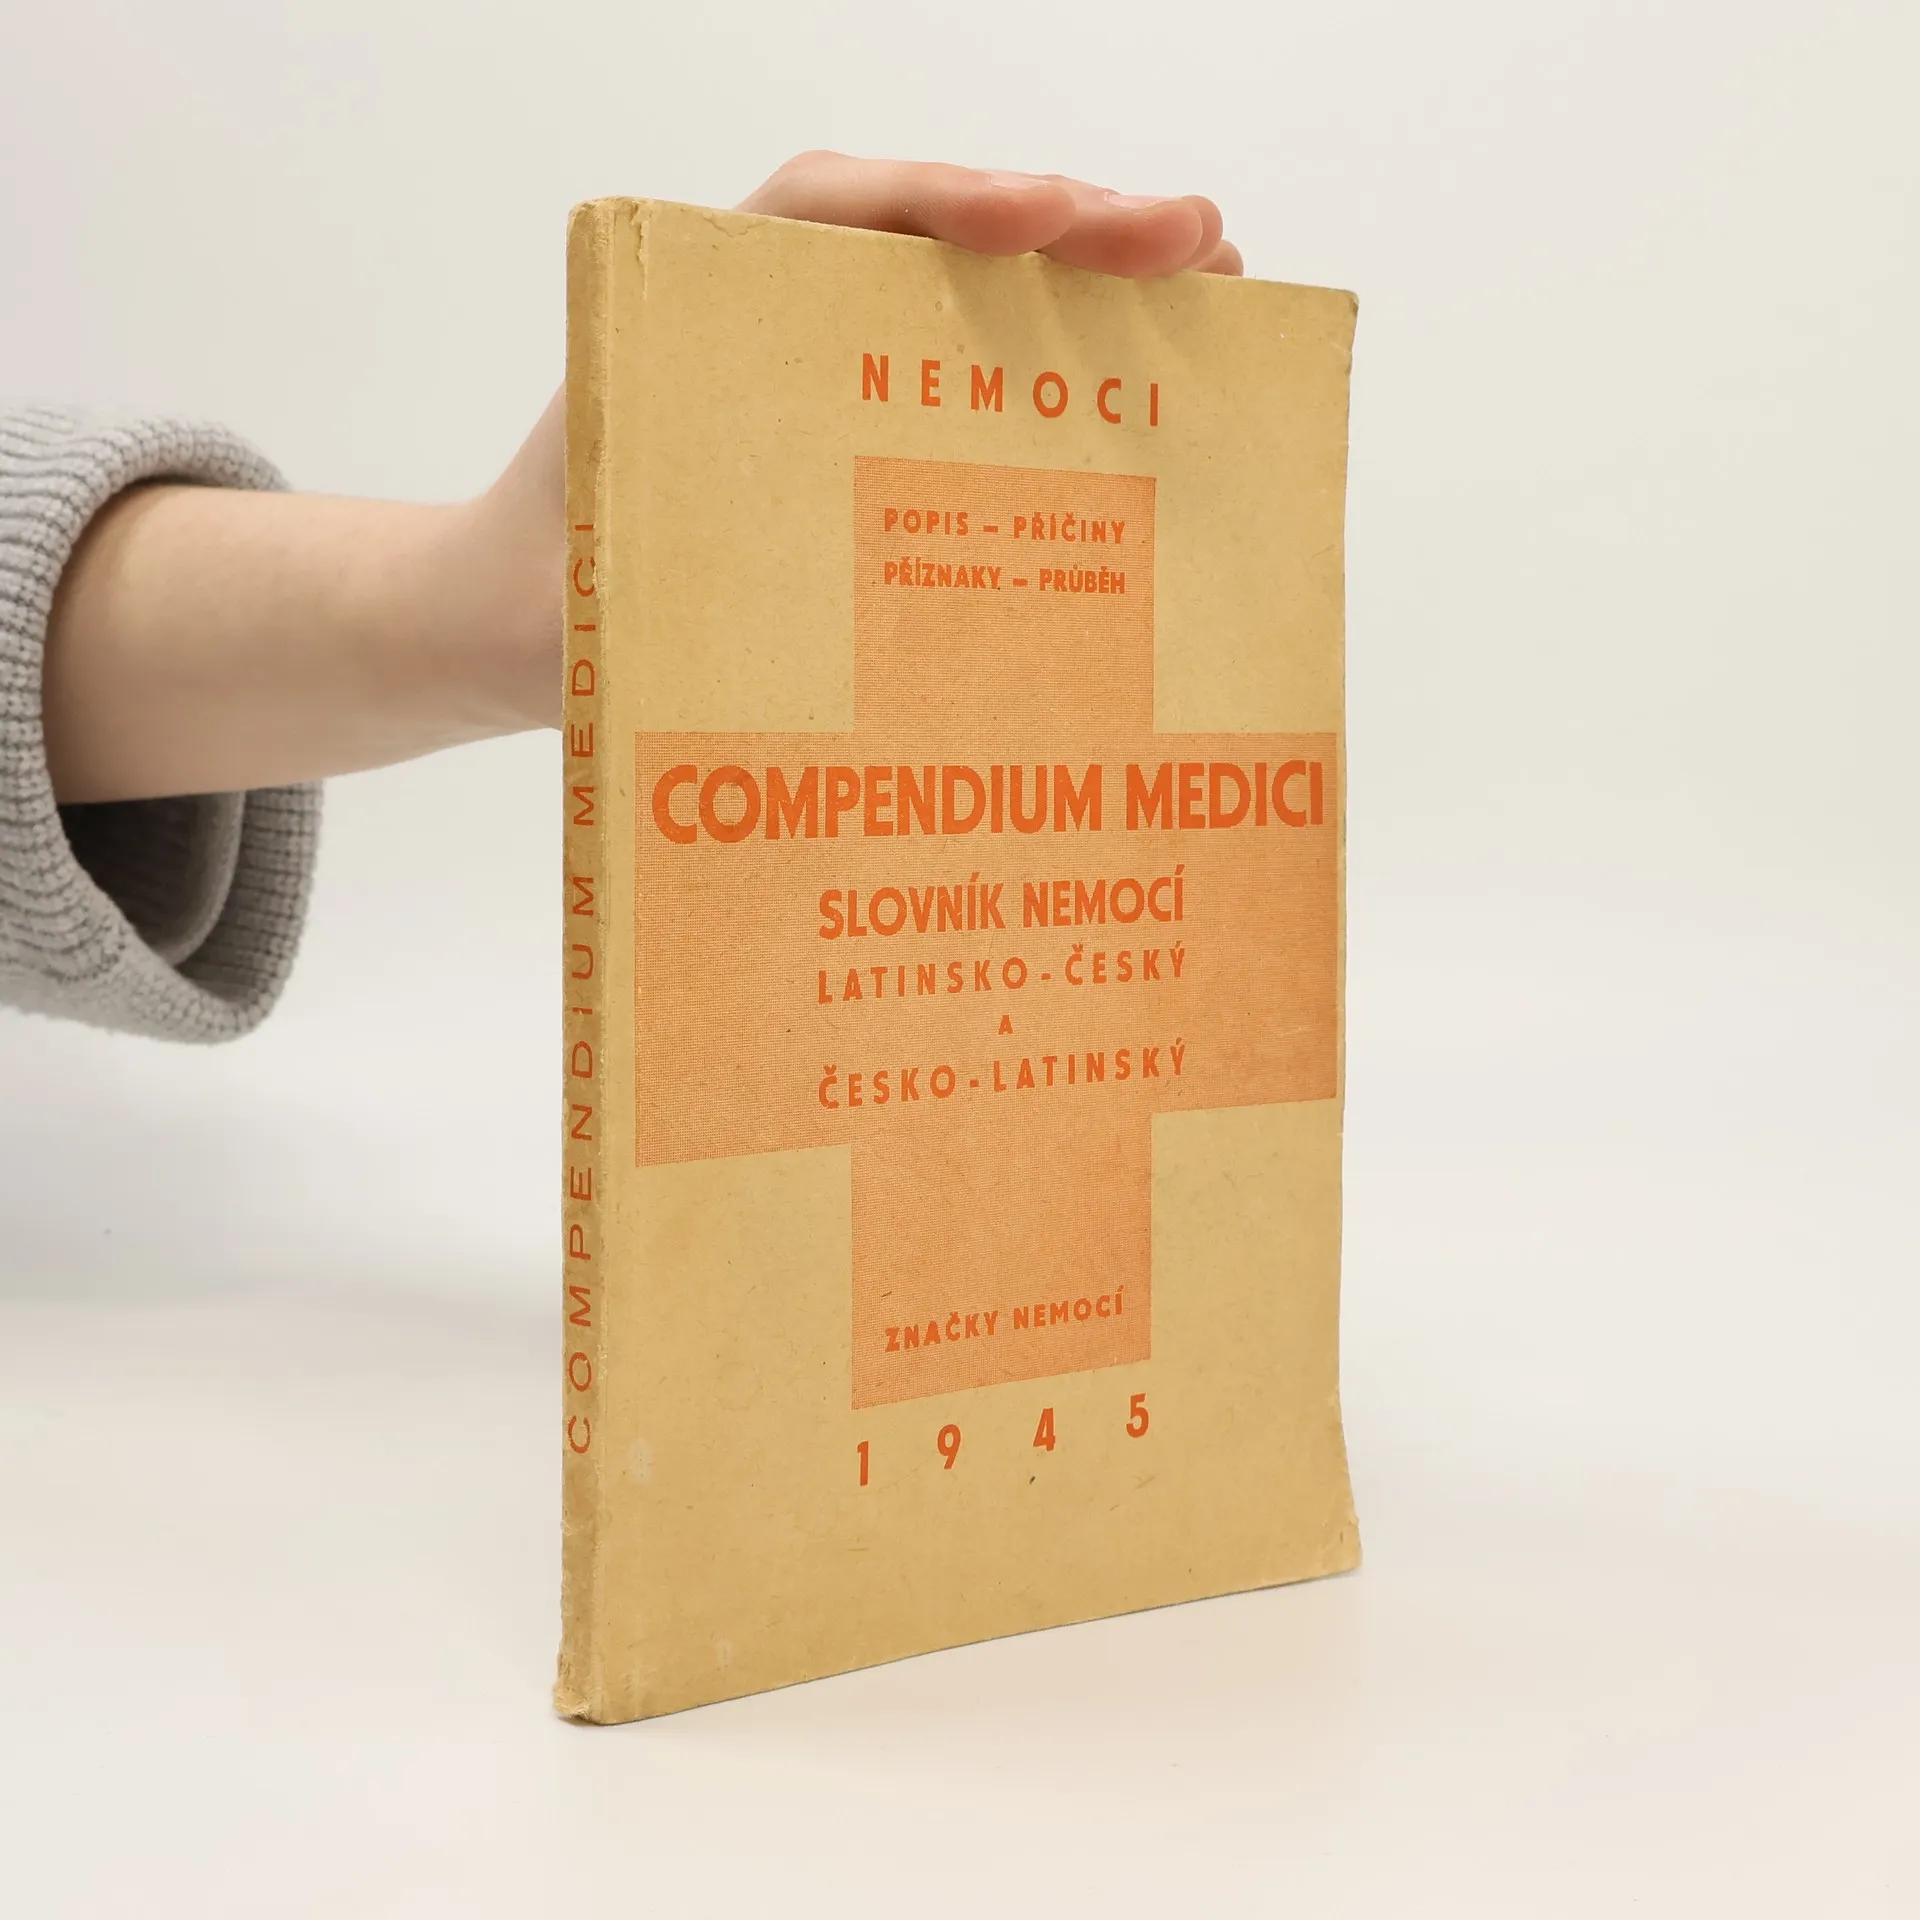 COMPENDIUM MEDICI
NEMOCI
POPIS – PŘÍČINY
PŘÍZNAKY – PRŮBĚH
COMPENDIUM MEDICI
SLOVNÍK NEMOCÍ
LATINSKO-ČESKÝ
A
ČESKO-LATINSKÝ
ZNAČKY NEMOCÍ
1945